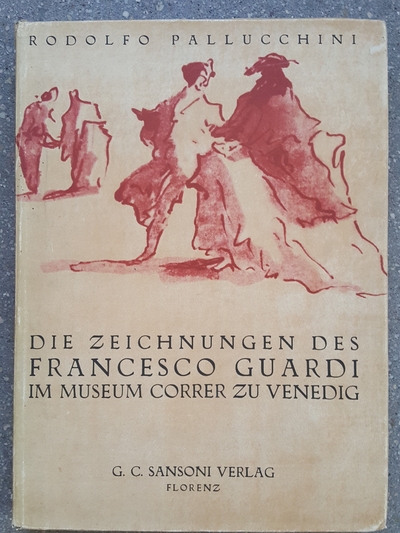 RODOLFO PALLUCCHINI
DIE ZEICHNUNGEN DES
FRANCESCO GUARDI
IM MUSEUM CORRER ZU VENEDIG
G. C. SANSONI VERLAG
FLORENZ